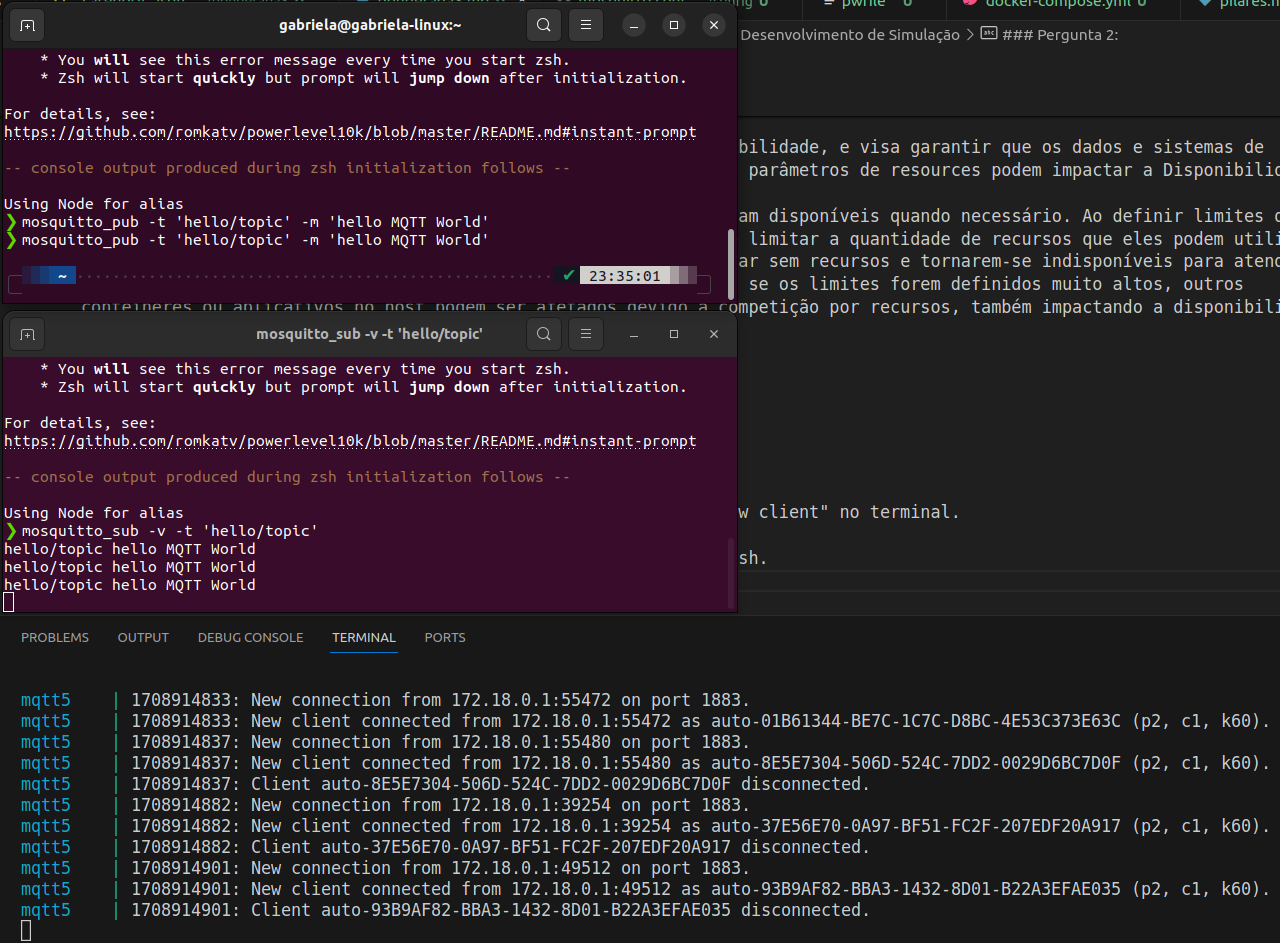 pwfile U
docker-compose.yml U
Desenvolvimento de Simulação > ### Pergunta 2:
gabriela@gabriela-linux:~
* You will see this error message every time you start zsh.
* Zsh will start quickly but prompt will jump down after initialization.
For details, see:
https://github.com/romkatv/powerlevel10k/blob/master/README.md#instant-prompt
-- console output produced during zsh initialization follows --
Using Node for alias
❯ mosquitto_pub -t 'hello/topic' -m 'hello MQTT World'
❯ mosquitto_pub -t 'hello/topic' -m 'hello MQTT World'
~ ✔ 23:35:01
bilidade, e visa garantir que os dados e sistemas de
parâmetros de resources podem impactar a Disponibilid
am disponíveis quando necessário. Ao definir limites
limitar a quantidade de recursos que eles podem utili
ar sem recursos e tornarem-se indisponíveis para atend
se os limites forem definidos muito altos, outros
contêineres ou aplicativos no host podem ser afetados devido a competição por recursos, também impactando a disponibili
mosquitto_sub -v -t 'hello/topic'
* You will see this error message every time you start zsh.
* Zsh will start quickly but prompt will jump down after initialization.
For details, see:
https://github.com/romkatv/powerlevel10k/blob/master/README.md#instant-prompt
-- console output produced during zsh initialization follows --
Using Node for alias
❯ mosquitto_sub -v -t 'hello/topic'
hello/topic hello MQTT World
hello/topic hello MQTT World
hello/topic hello MQTT World
w client" no terminal.
sh.
PROBLEMS OUTPUT DEBUG CONSOLE TERMINAL PORTS
mqtt5 | 1708914833: New connection from 172.18.0.1:55472 on port 1883.
mqtt5 | 1708914833: New client connected from 172.18.0.1:55472 as auto-01B61344-BE7C-1C7C-D8BC-4E53C373E63C (p2, c1, k60).
mqtt5 | 1708914837: New connection from 172.18.0.1:55480 on port 1883.
mqtt5 | 1708914837: New client connected from 172.18.0.1:55480 as auto-8E5E7304-506D-524C-7DD2-0029D6BC7D0F (p2, c1, k60).
mqtt5 | 1708914837: Client auto-8E5E7304-506D-524C-7DD2-0029D6BC7D0F disconnected.
mqtt5 | 1708914882: New connection from 172.18.0.1:39254 on port 1883.
mqtt5 | 1708914882: New client connected from 172.18.0.1:39254 as auto-37E56E70-0A97-BF51-FC2F-207EDF20A917 (p2, c1, k60).
mqtt5 | 1708914882: Client auto-37E56E70-0A97-BF51-FC2F-207EDF20A917 disconnected.
mqtt5 | 1708914901: New connection from 172.18.0.1:49512 on port 1883.
mqtt5 | 1708914901: New client connected from 172.18.0.1:49512 as auto-93B9AF82-BBA3-1432-8D01-B22A3EFAE035 (p2, c1, k60).
mqtt5 | 1708914901: Client auto-93B9AF82-BBA3-1432-8D01-B22A3EFAE035 disconnected.